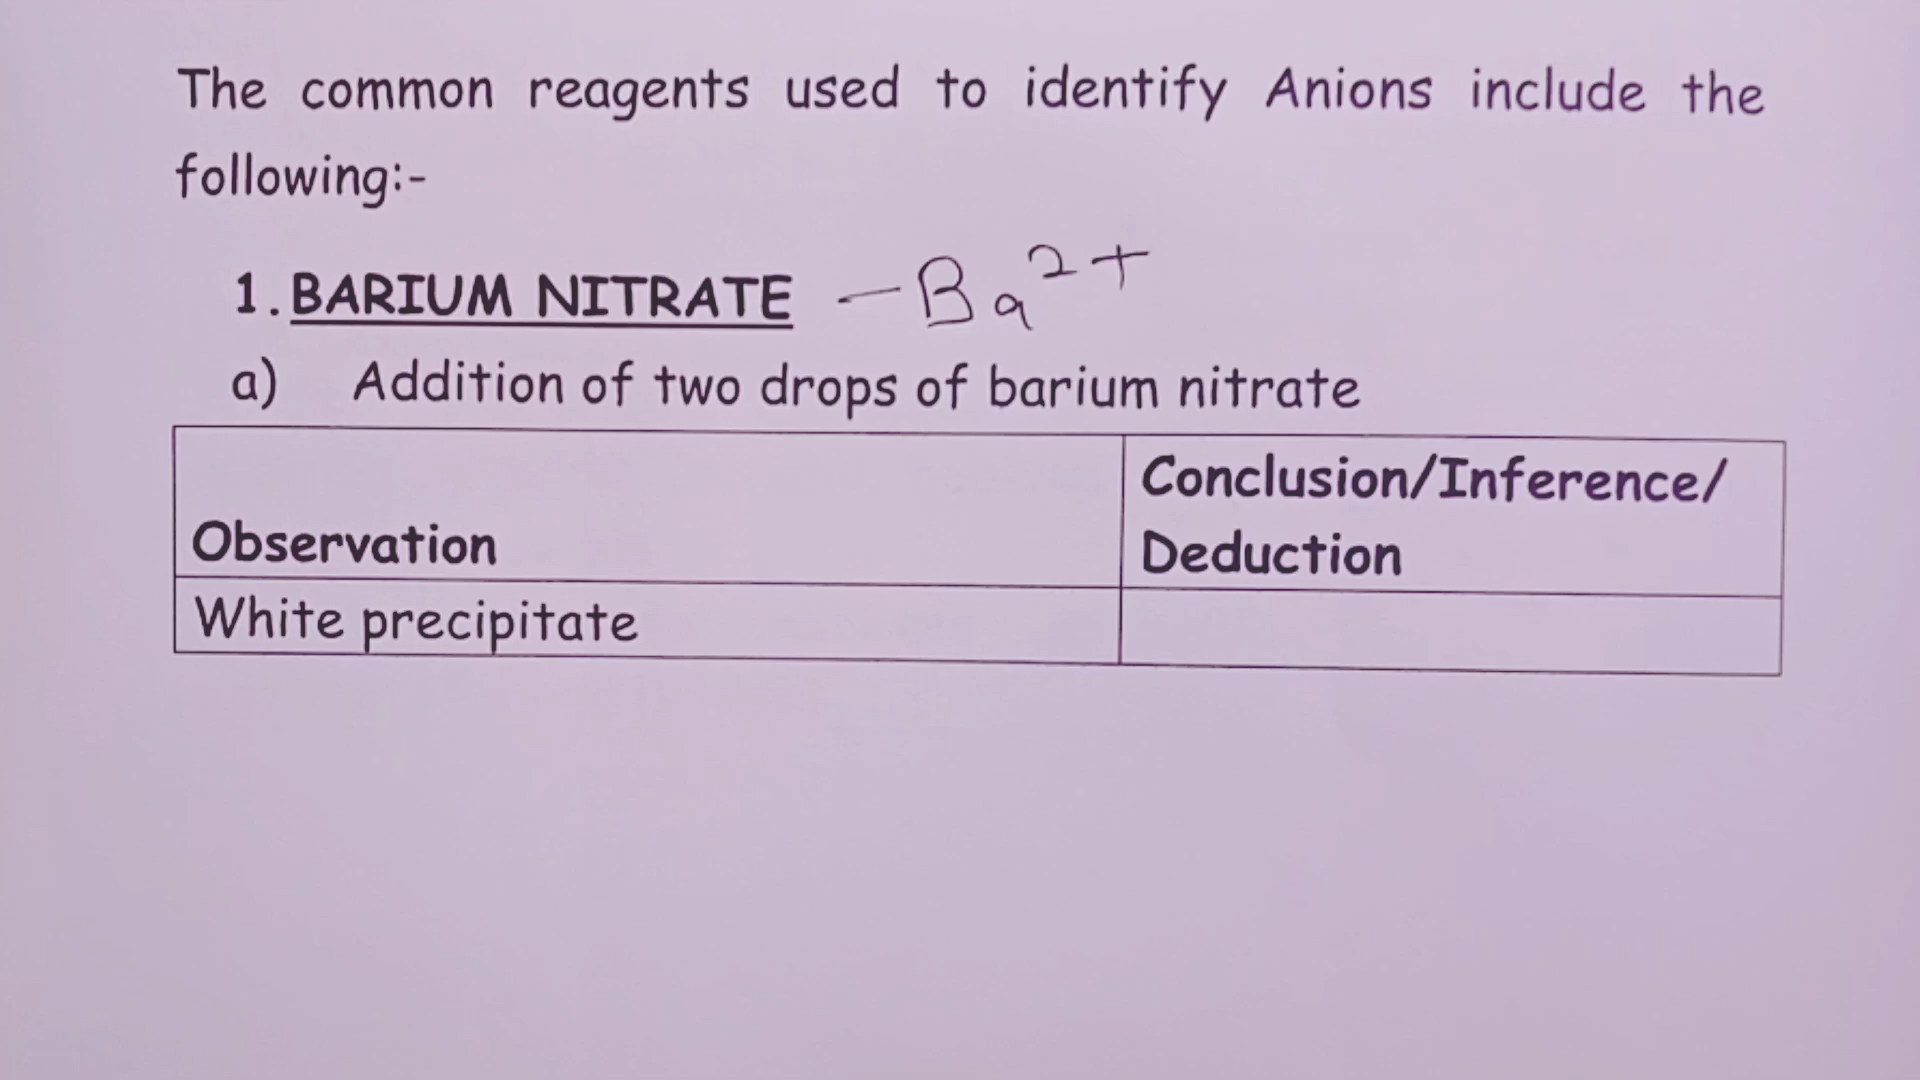 The common reagents used to identify Anions include the
following:-
1. BARIUM NITRATE - Ba²⁺
a) Addition of two drops of barium nitrate
Observation
Conclusion/Inference/
Deduction
White precipitate